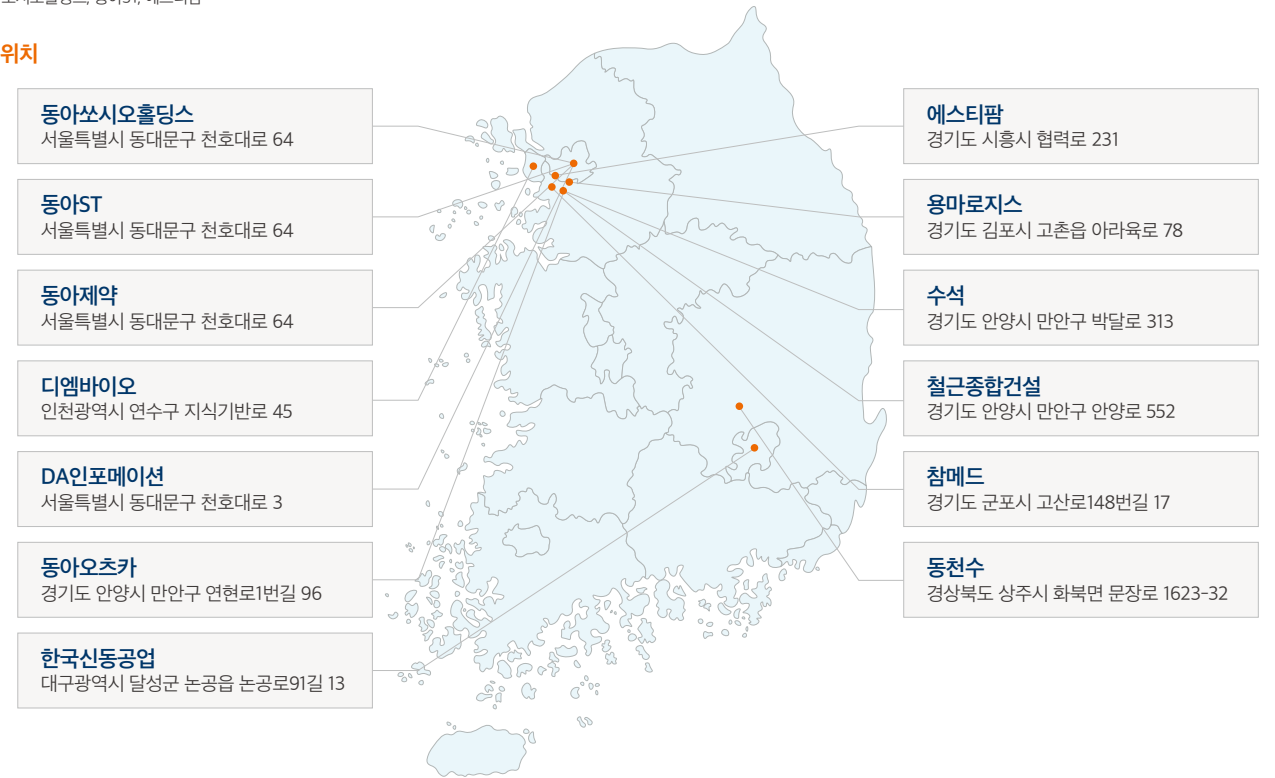 위치
동아쏘시오홀딩스
서울특별시 동대문구 천호대로 64
동아ST
서울특별시 동대문구 천호대로 64
동아제약
서울특별시 동대문구 천호대로 64
디엠바이오
인천광역시 연수구 지식기반로 45
DA인포메이션
서울특별시 동대문구 천호대로 3
동아오츠카
경기도 안양시 만안구 연현로1번길 96
한국신동공업
대구광역시 달성군 논공읍 논공로91길 13
에스티팜
경기도 시흥시 협력로 231
용마로지스
경기도 김포시 고촌읍 아라육로 78
수석
경기도 안양시 만안구 박달로 313
철근종합건설
경기도 안양시 만안구 안양로 552
참메드
경기도 군포시 고산로148번길 17
동천수
경상북도 상주시 화북면 문장로 1623-32